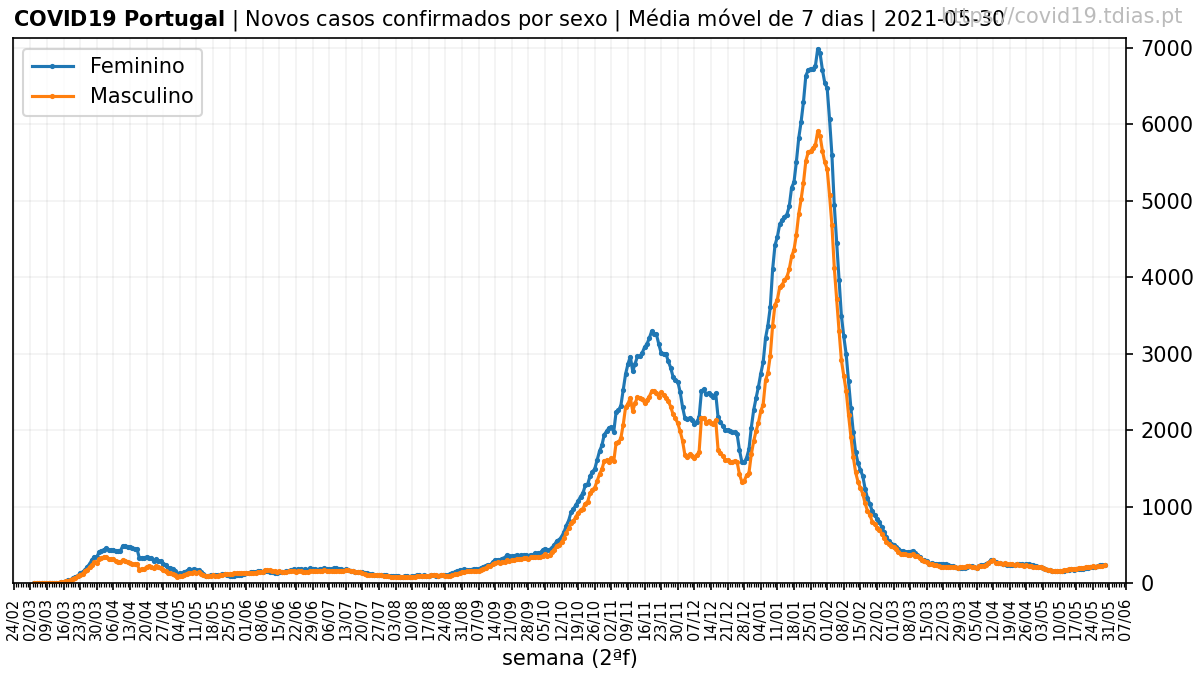 COVID19 Portugal | Novos casos confirmados por sexo | Média móvel de 7 dias | 2021-05-30
https://covid19.tdias.pt
Feminino
Masculino
7000
6000
5000
4000
3000
2000
1000
0
24/02 02/03 09/03 16/03 23/03 30/03 06/04 13/04 20/04 27/04 04/05 11/05 18/05 25/05 01/06 08/06 15/06 22/06 29/06 06/07 13/07 20/07 27/07 03/08 10/08 17/08 24/08 31/08 07/09 14/09 21/09 28/09 05/10 12/10 19/10 26/10 02/11 09/11 16/11 23/11 30/11 07/12 14/12 21/12 28/12 04/01 11/01 18/01 25/01 01/02 08/02 15/02 22/02 01/03 08/03 15/03 22/03 29/03 05/04 12/04 19/04 26/04 03/05 10/05 17/05 24/05 31/05 07/06
semana (2ªf)